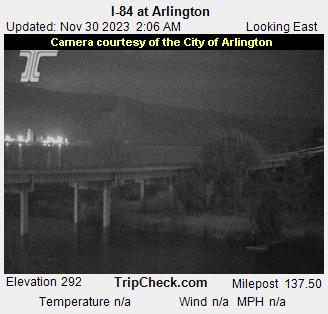 I-84 at Arlington
Updated: Nov 30 2023 2:06 AM Looking East
Camera courtesy of the City of Arlington
Elevation 292 TripCheck.com Milepost 137.50
Temperature n/a Wind n/a MPH n/a